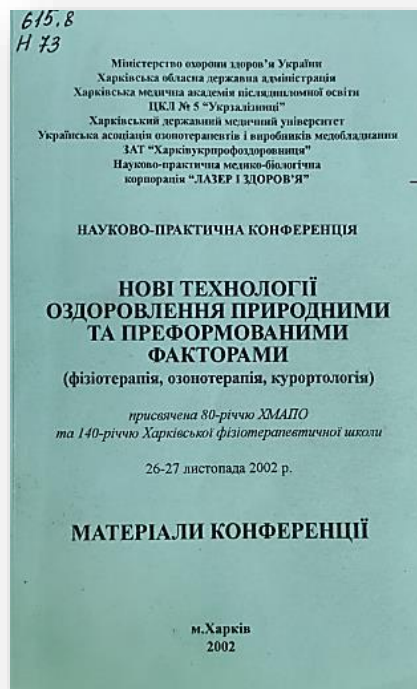 615.8
Н 73
Міністерство охорони здоров'я України
Харківська обласна державна адміністрація
Харківська медична академія післядипломної освіти
ЦКЛ № 5 "Укрзалізниці"
Харківський державний медичний університет
Українська асоціація озонотерапевтів і виробників медобладнання
ЗАТ "Харківукрпрофоздоровниця"
Науково-практична медико-біологічна
корпорація "ЛАЗЕР І ЗДОРОВ'Я"
НАУКОВО-ПРАКТИЧНА КОНФЕРЕНЦІЯ
НОВІ ТЕХНОЛОГІЇ
ОЗДОРОВЛЕННЯ ПРИРОДНИМИ
ТА ПРЕФОРМОВАНИМИ
ФАКТОРАМИ
(фізіотерапія, озонотерапія, курортологія)
присвячена 80-річчю ХМАПО
та 140-річчю Харківської фізіотерапевтичної школи
26-27 листопада 2002 р.
МАТЕРІАЛИ КОНФЕРЕНЦІЇ
м.Харків
2002